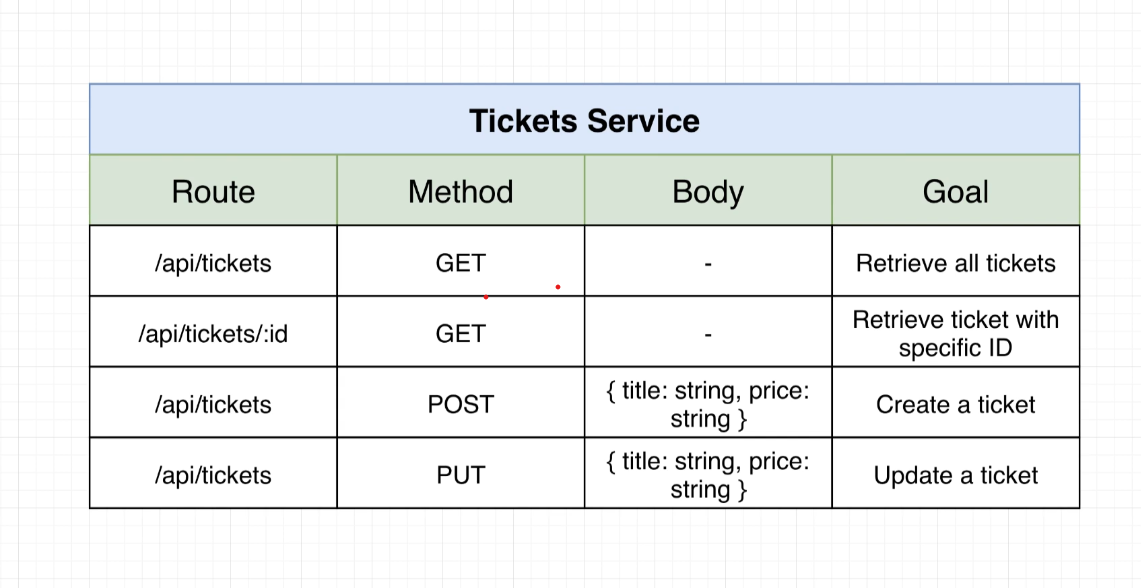 Tickets Service
Route Method Body Goal
/api/tickets GET - Retrieve all tickets
/api/tickets/:id GET - Retrieve ticket with
specific ID
/api/tickets POST { title: string, price:
string } Create a ticket
/api/tickets PUT { title: string, price:
string } Update a ticket